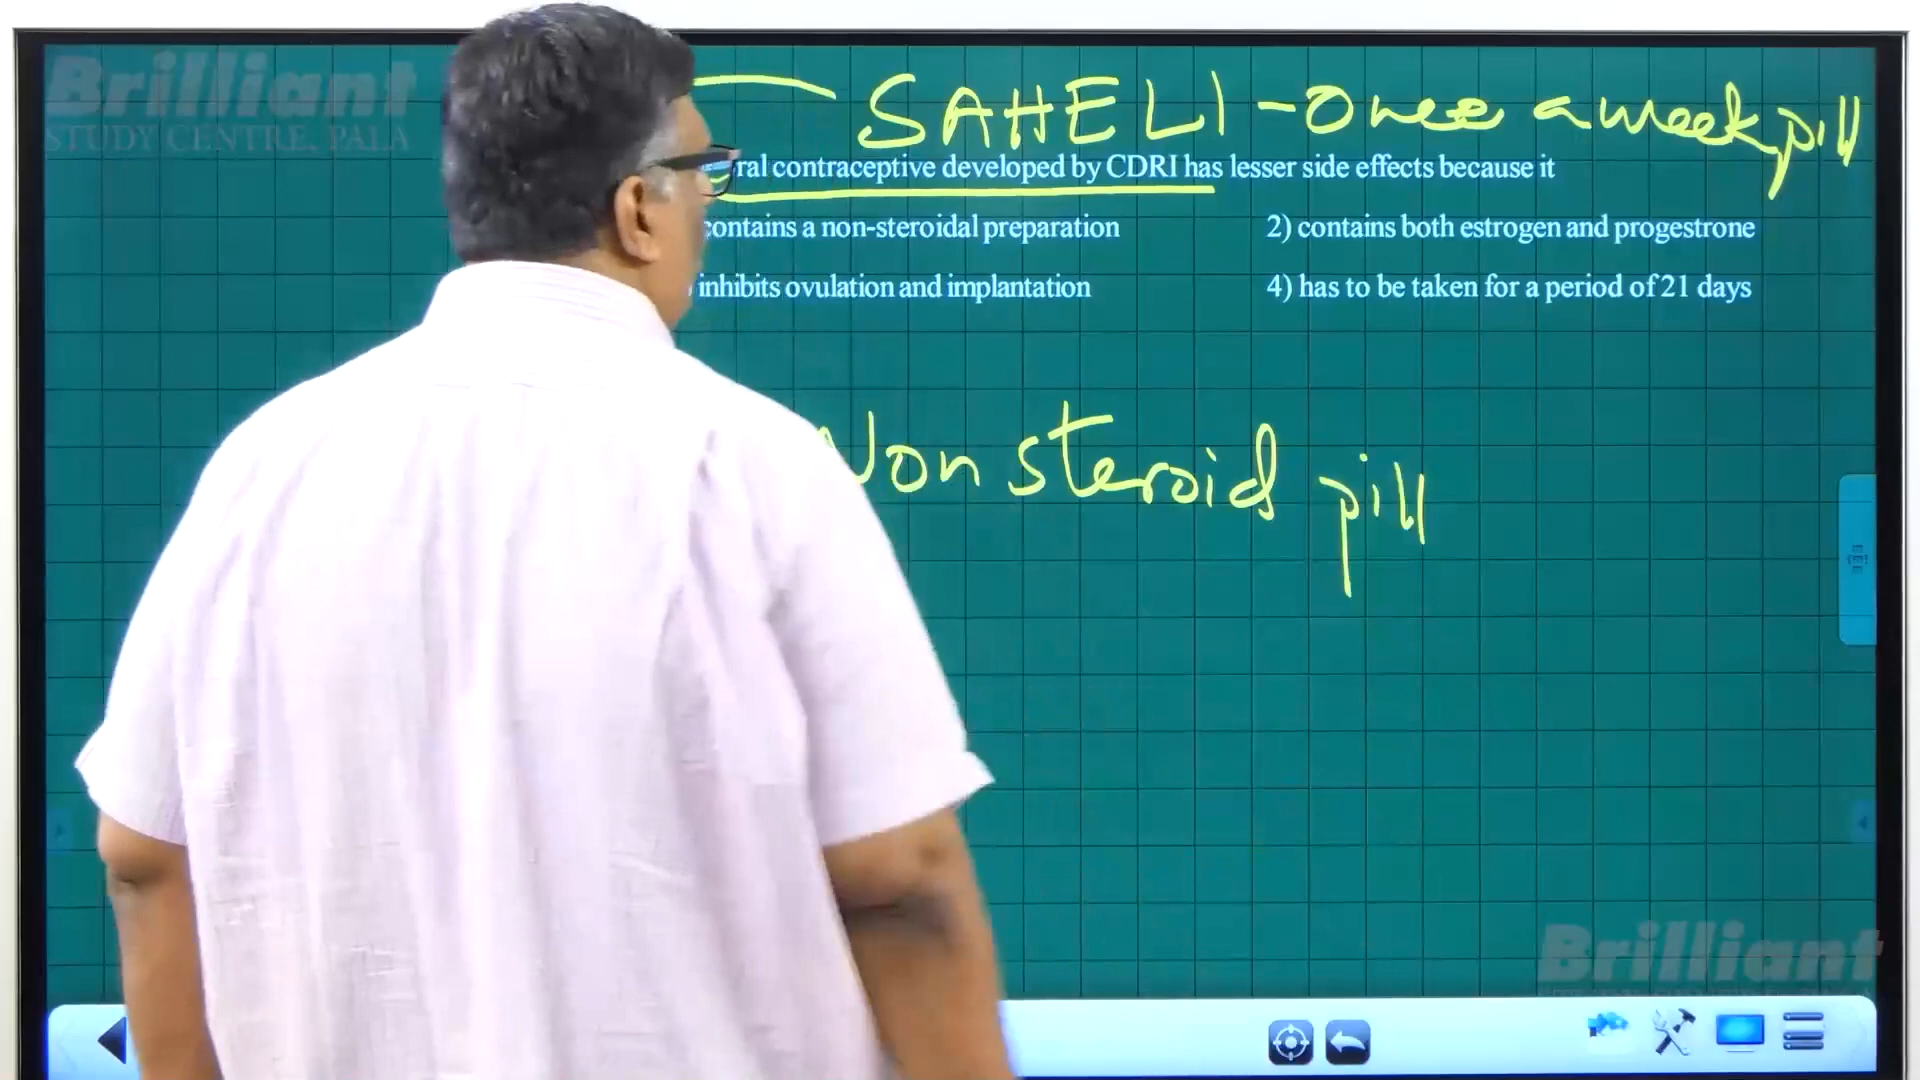 Brilliant
STUDY CENTRE, PALA
SAHELI - Once a week pill
oral contraceptive developed by CDRI has lesser side effects because it
contains a non-steroidal preparation
2) contains both estrogen and progestrone
inhibits ovulation and implantation
4) has to be taken for a period of 21 days
Non steroid pill
Brilliant